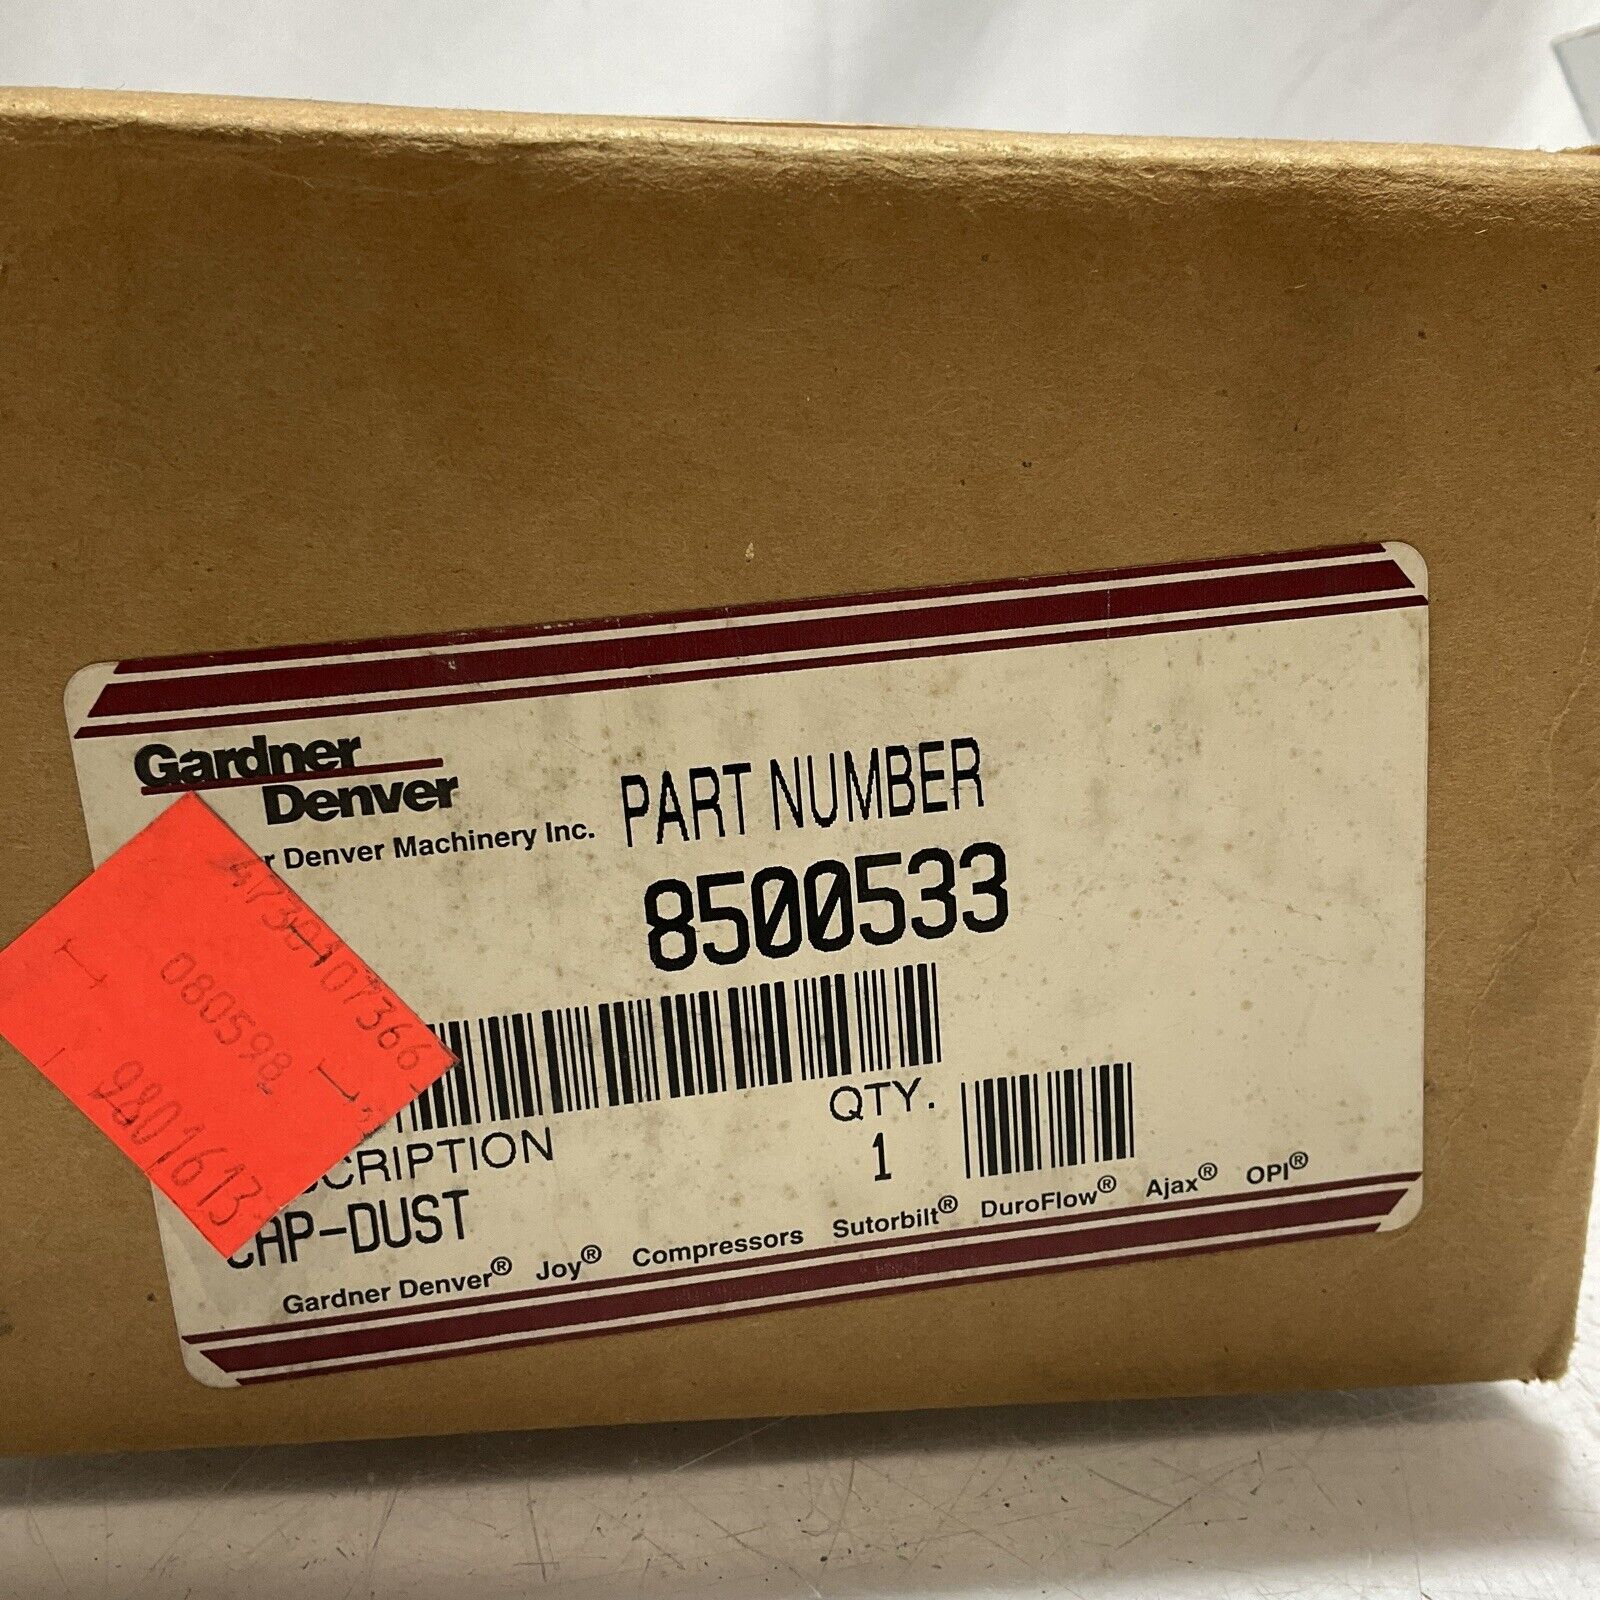 Gardner
Denver
Denver Machinery Inc.
PART NUMBER
8500533
080598
9801613
QTY.
1
CRIPTION
CAP-DUST
Gardner Denver® Joy® Compressors Sutorbilt® DuroFlow® Ajax® OPI®